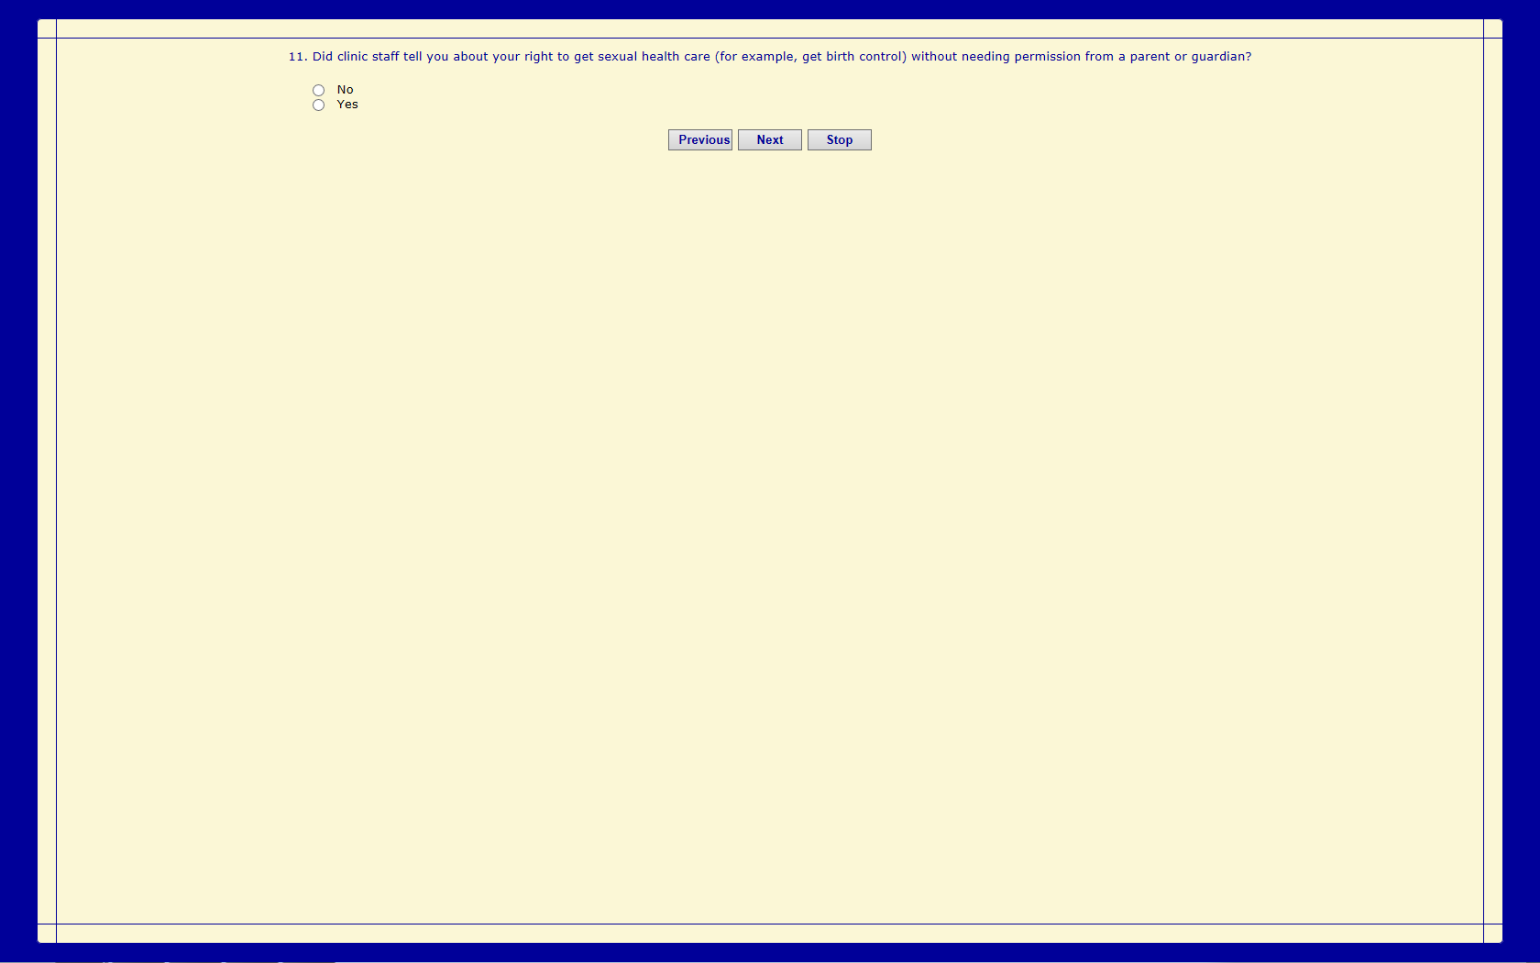 11. Did clinic staff tell you about your right to get sexual health care (for example, get birth control) without needing permission from a parent or guardian?
No
Yes
Previous Next Stop